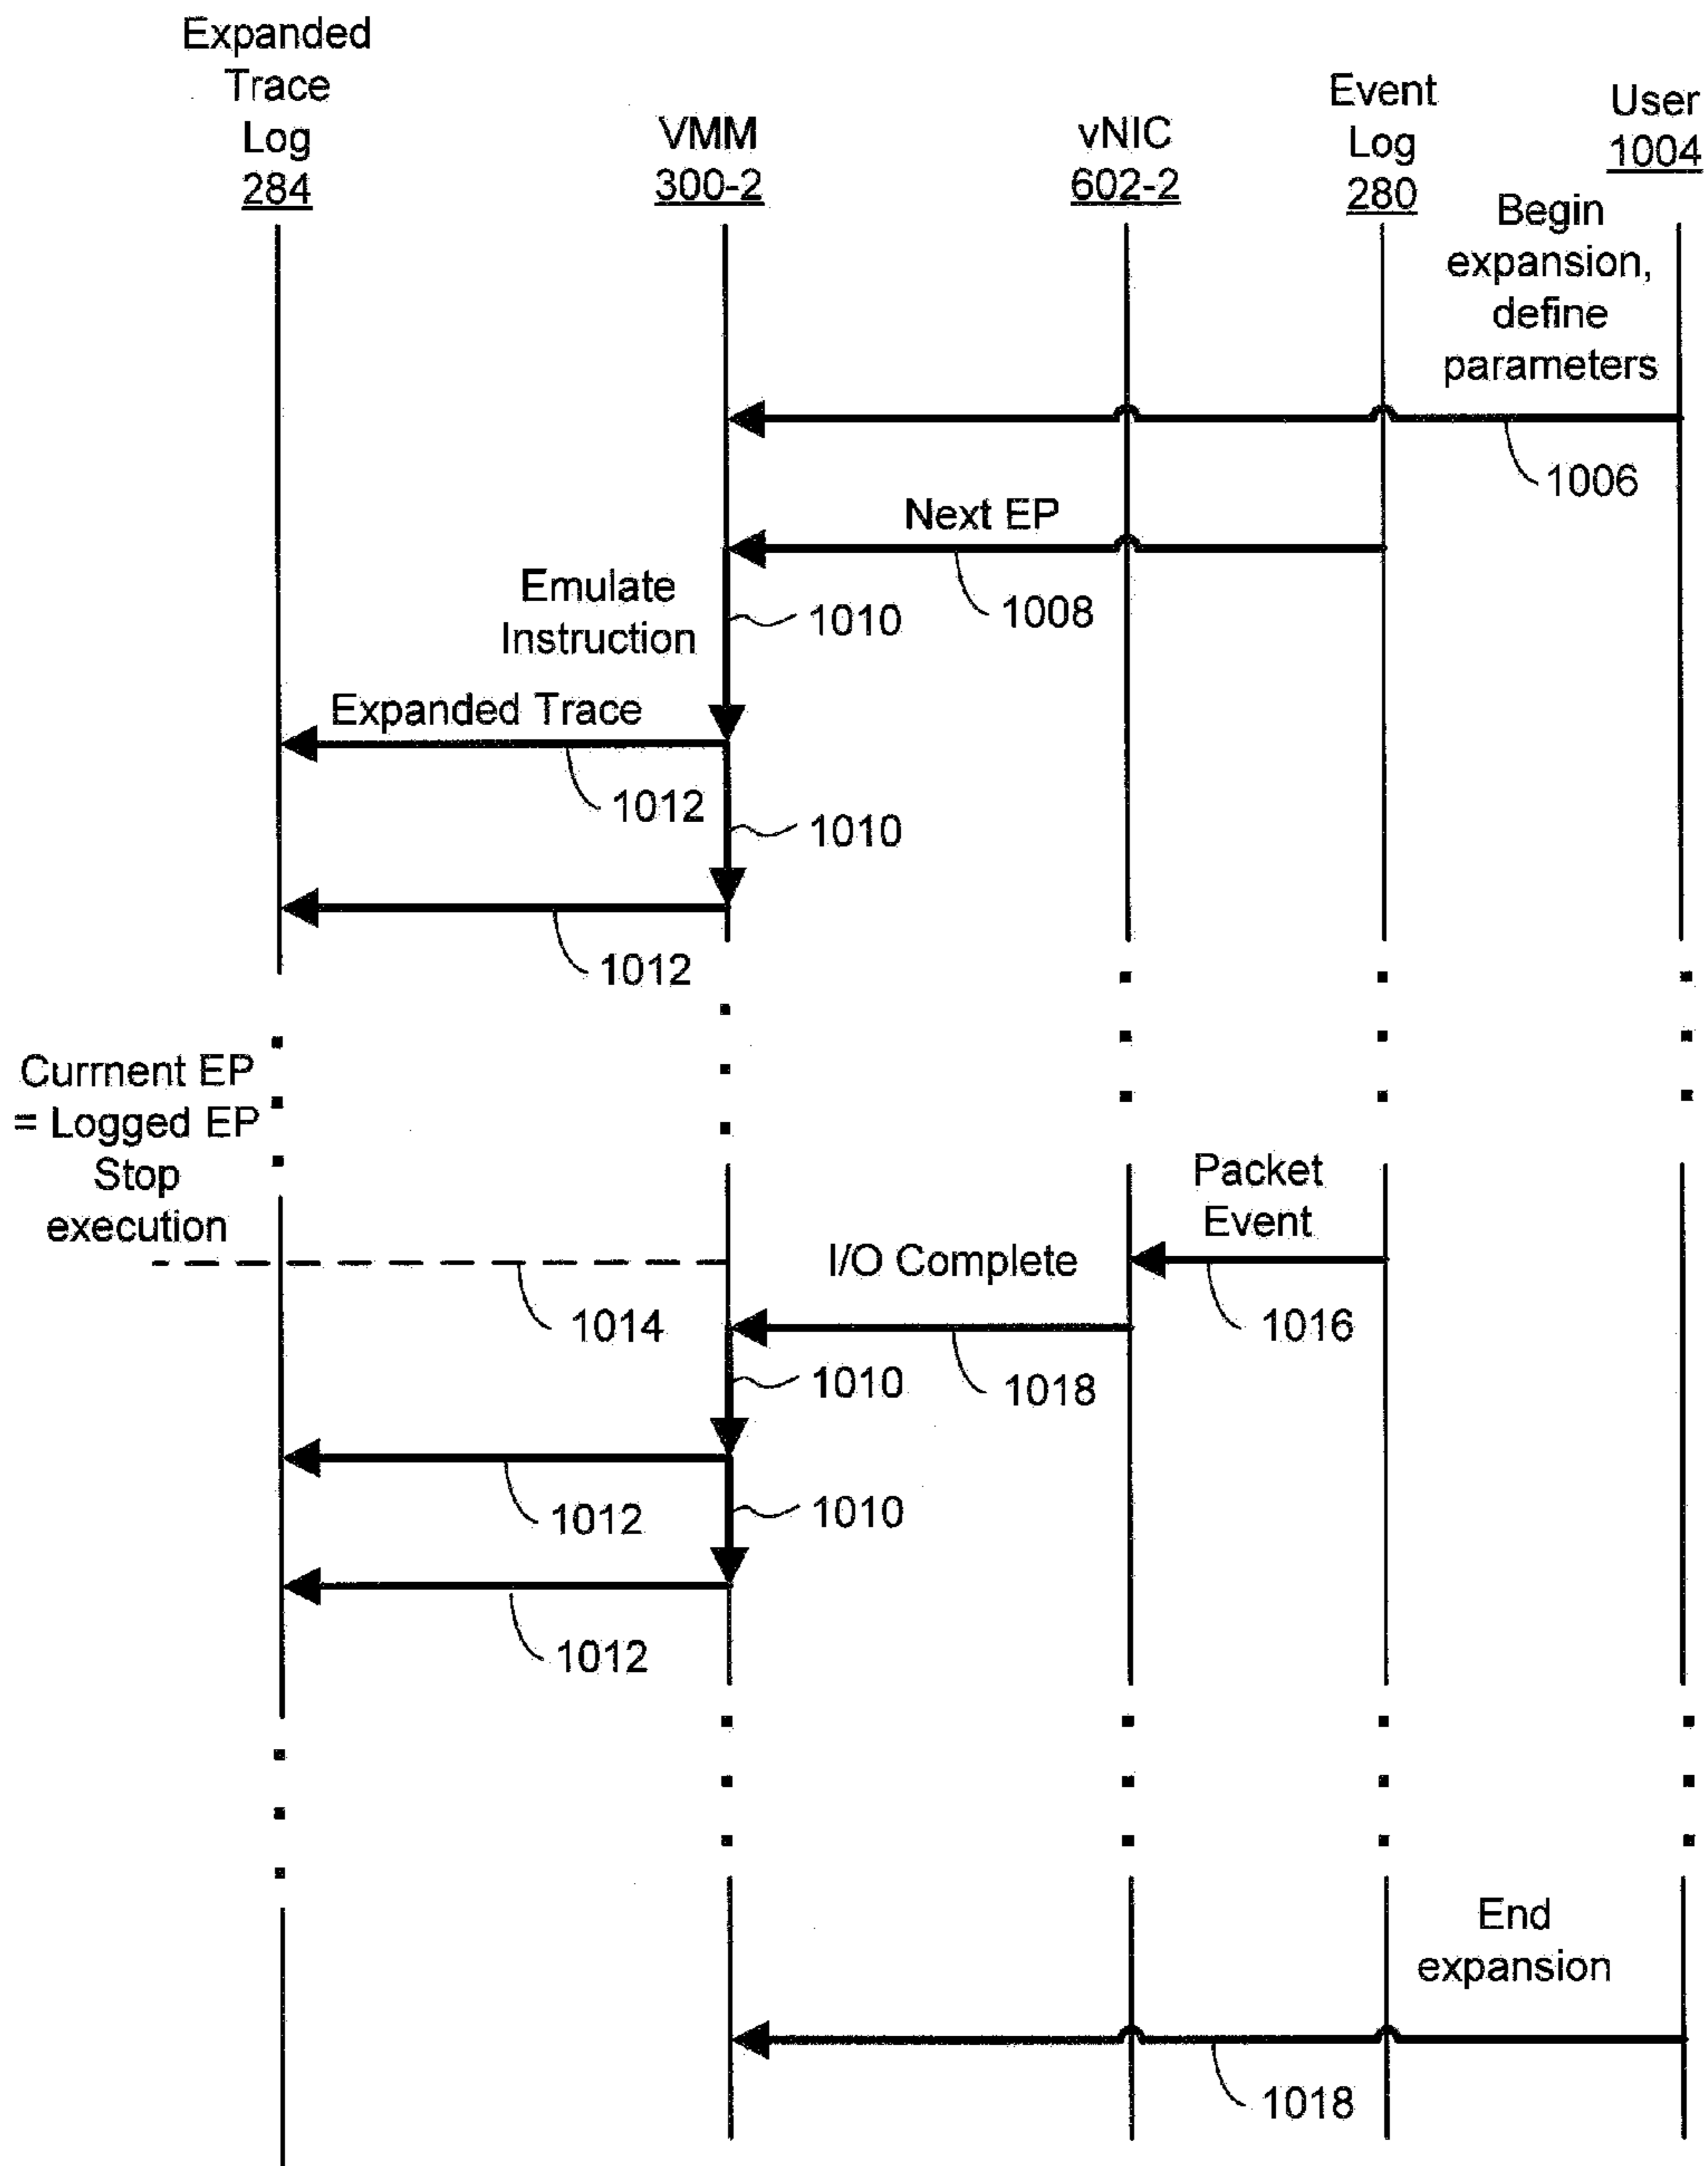 Expanded
Trace
Log
284
VMM
300-2
vNIC
602-2
Event
Log
280
User
1004
Begin
expansion,
define
parameters
1006
Next EP
1008
Emulate
Instruction
1010
Expanded Trace
1012
1010
1012
Currnent EP
= Logged EP
Stop
execution
1014
Packet
Event
1016
I/O Complete
1018
1010
1012
1010
1012
End
expansion
1018